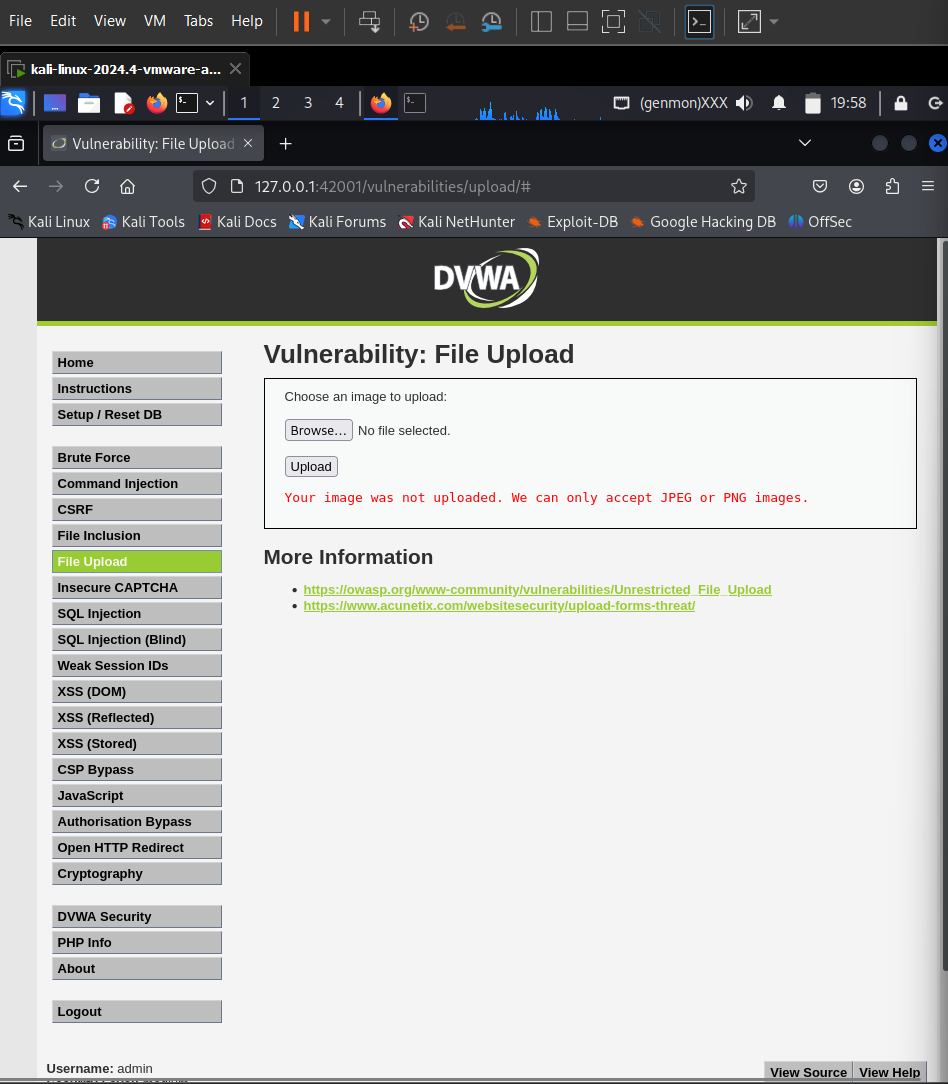 File Edit View VM Tabs Help
kali-linux-2024.4-vmware-a...
1 2 3 4 (genmon)XXX 19:58
Vulnerability: File Upload
127.0.0.1:42001/vulnerabilities/upload/#
Kali Linux Kali Tools Kali Docs Kali Forums Kali NetHunter Exploit-DB Google Hacking DB OffSec
DVWA
Vulnerability: File Upload
Choose an image to upload:
Browse... No file selected.
Upload
Your image was not uploaded. We can only accept JPEG or PNG images.
More Information
https://owasp.org/www-community/vulnerabilities/Unrestricted_File_Upload
https://www.acunetix.com/websitesecurity/upload-forms-threat/
Home
Instructions
Setup / Reset DB
Brute Force
Command Injection
CSRF
File Inclusion
File Upload
Insecure CAPTCHA
SQL Injection
SQL Injection (Blind)
Weak Session IDs
XSS (DOM)
XSS (Reflected)
XSS (Stored)
CSP Bypass
JavaScript
Authorisation Bypass
Open HTTP Redirect
Cryptography
DVWA Security
PHP Info
About
Logout
Username: admin
View Source View Help